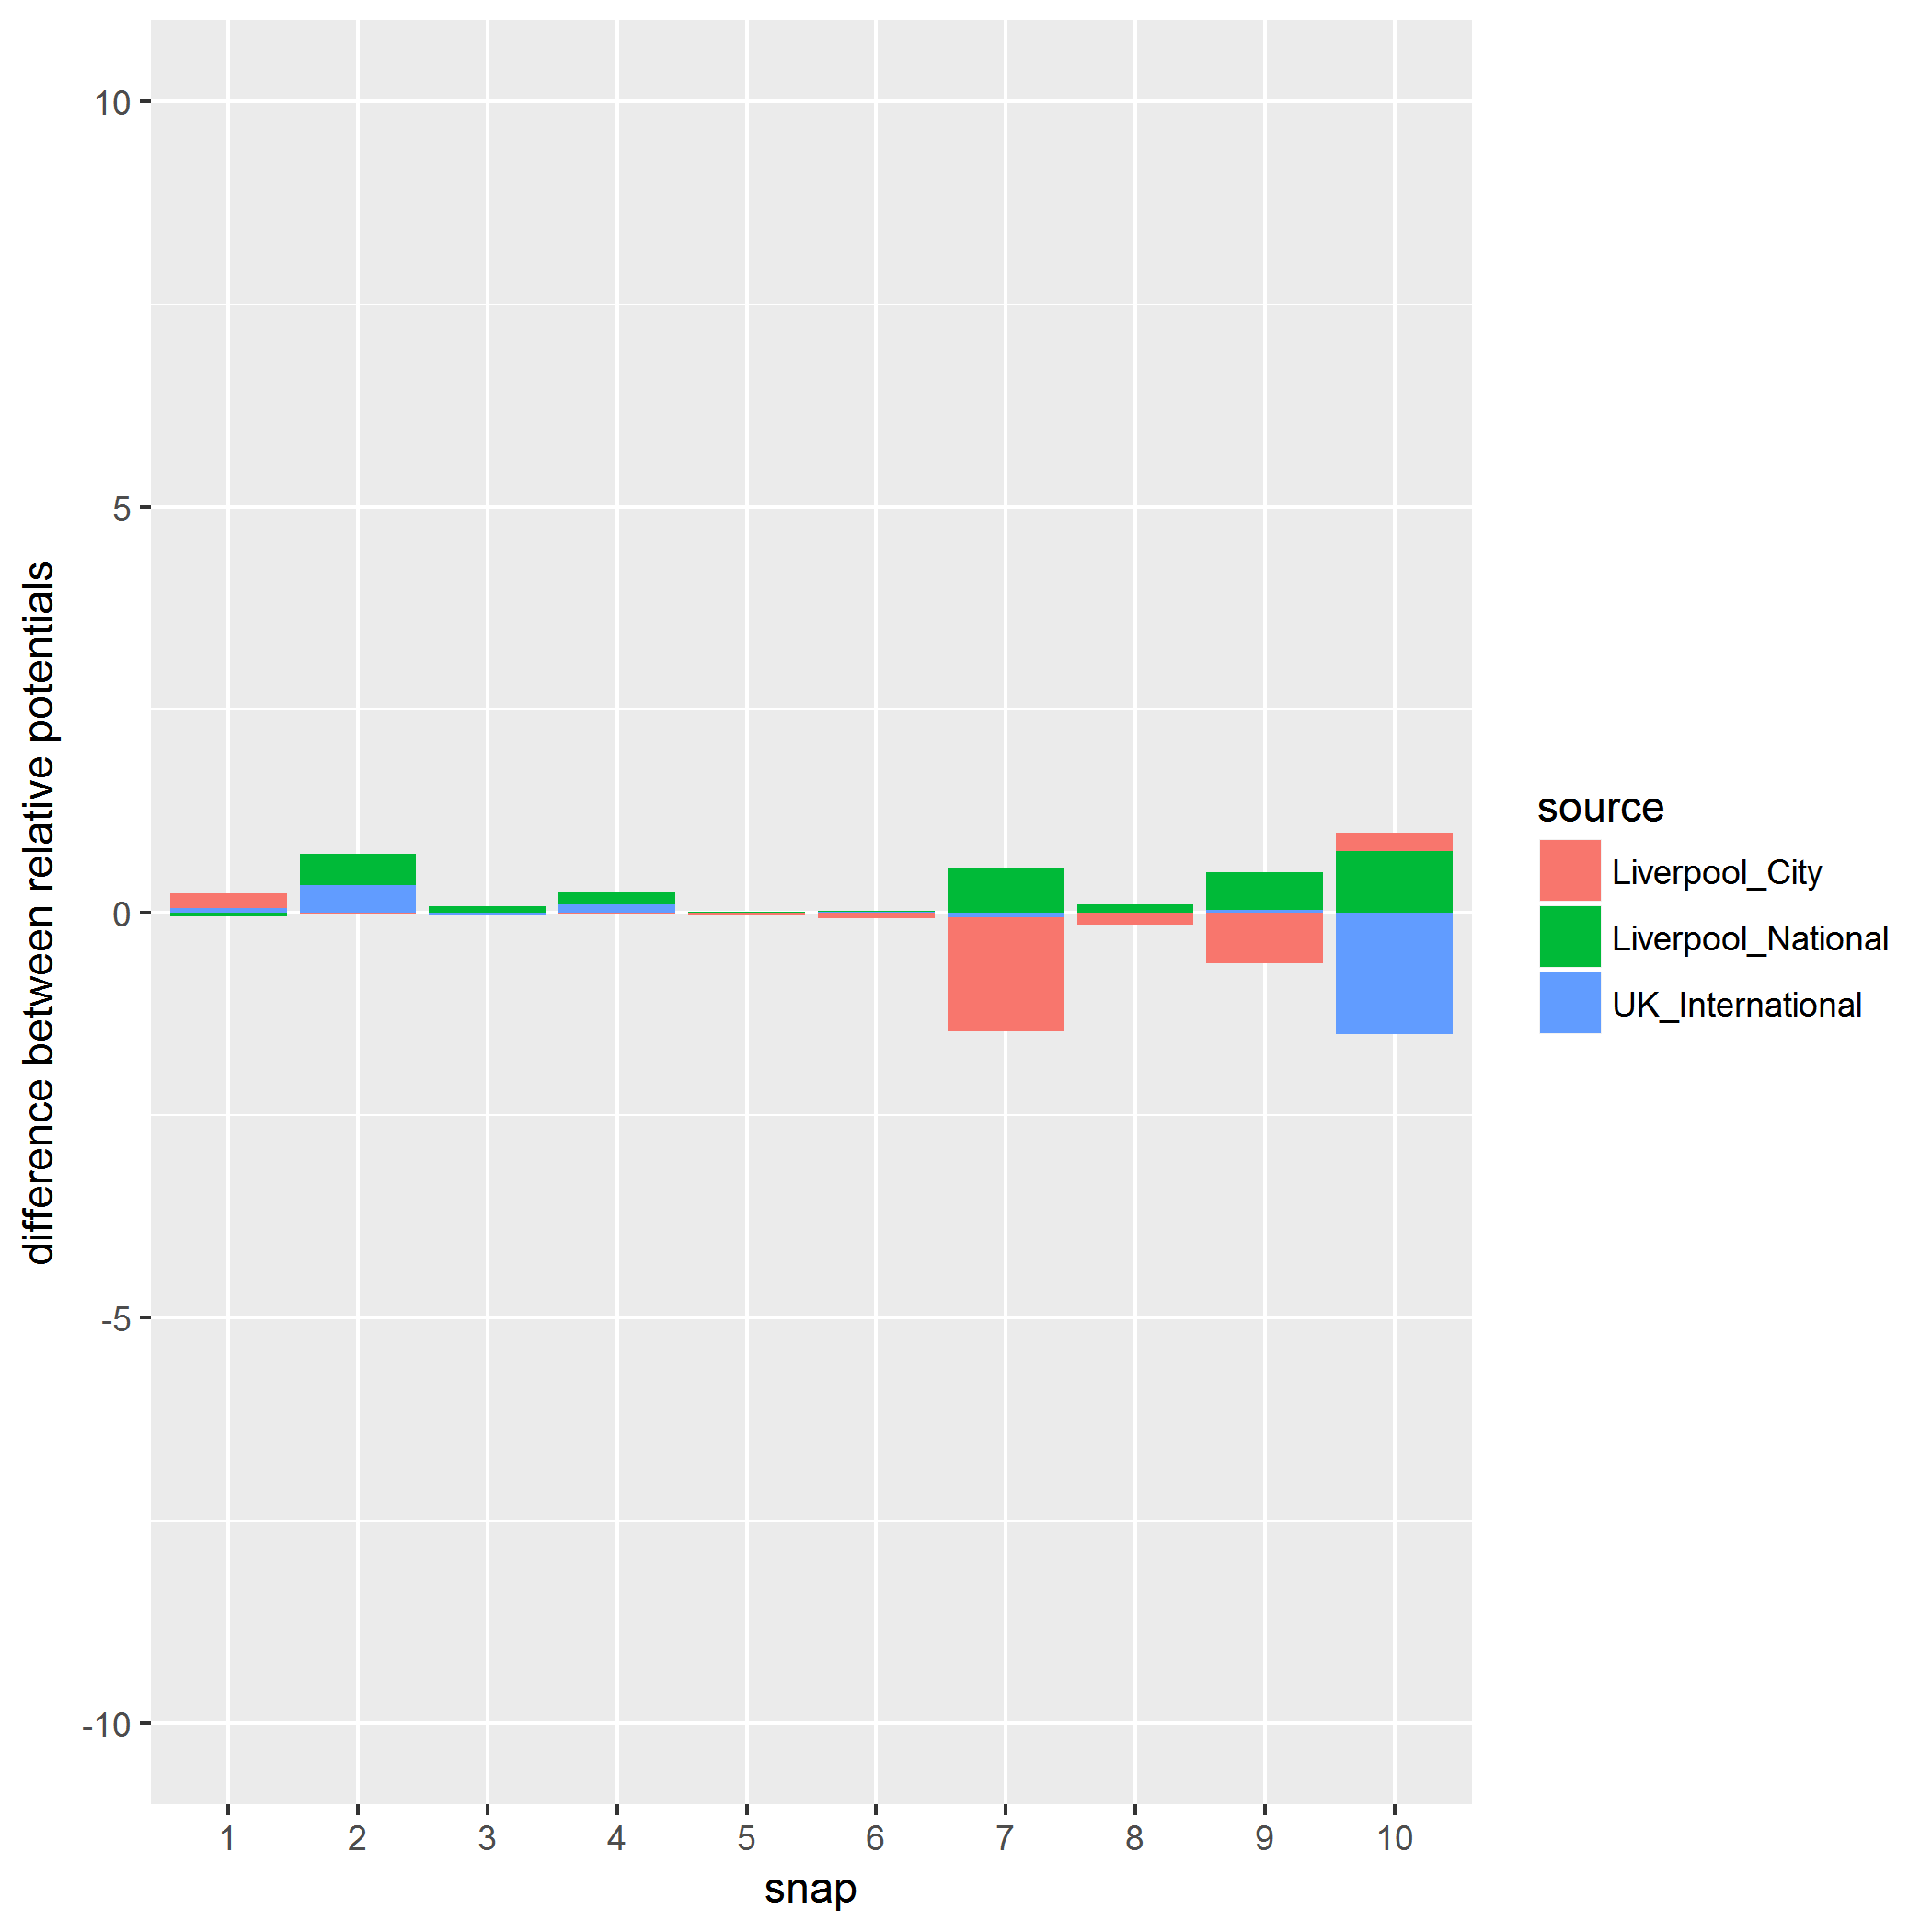 difference between relative potentials
10
5
0
-5
-10
1 2 3 4 5 6 7 8 9 10
snap
source
Liverpool_City
Liverpool_National
UK_International